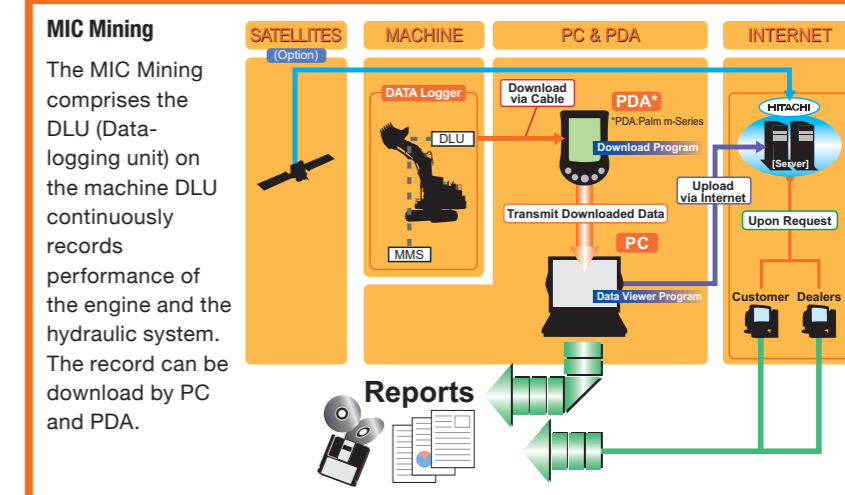 MIC Mining
The MIC Mining
comprises the
DLU (Data-
logging unit) on
the machine DLU
continuously
records
performance of
the engine and the
hydraulic system.
The record can be
download by PC
and PDA.
SATELLITES
(Option)
MACHINE
DATA Logger
DLU
MMS
PC & PDA
Download
via Cable
PDA*
*PDA:Palm m-Series
Download Program
Transmit Downloaded Data
PC
Data Viewer Program
INTERNET
HITACHI
[Server]
Upload
via Internet
Upon Request
Customer Dealers
Reports